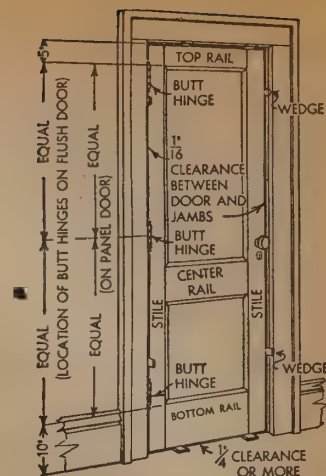 5"
TOP RAIL
BUTT
HINGE
WEDGE
1"
16
CLEARANCE
BETWEEN
DOOR AND
JAMBS
BUTT
HINGE
CENTER
RAIL
STILE
STILE
BUTT
HINGE
WEDGE
BOTTOM RAIL
1/4" CLEARANCE
OR MORE
EQUAL
EQUAL
(LOCATION OF BUTT HINGES ON FLUSH DOOR)
EQUAL
EQUAL
(ON PANEL DOOR)
10"